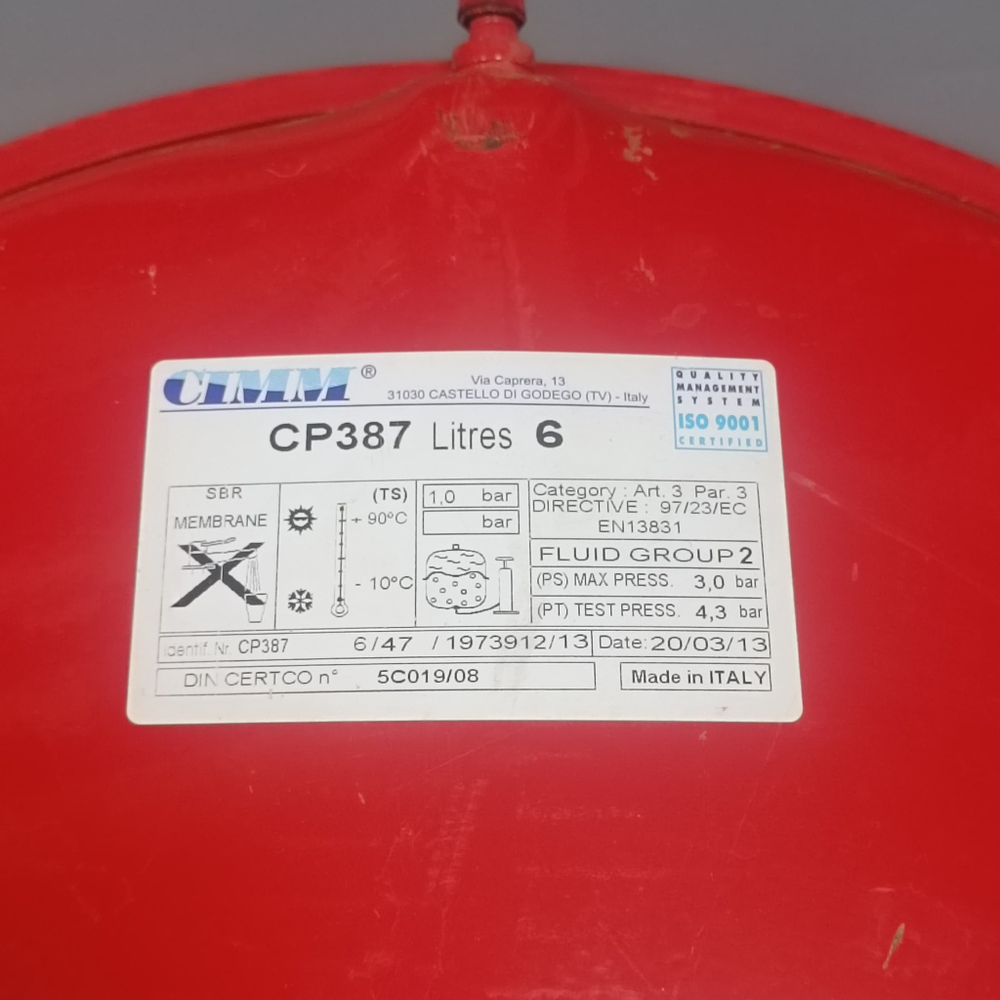 CIMM ®
Via Caprera, 13
31030 CASTELLO DI GODEGO (TV) - Italy
QUALITY
MANAGEMENT
SYSTEM
ISO 9001
CERTIFIED
CP387 Litres 6
SBR
MEMBRANE
(TS)
+ 90°C
- 10°C
1,0 bar
bar
Category : Art. 3 Par. 3
DIRECTIVE : 97/23/EC
EN13831
FLUID GROUP 2
(PS) MAX PRESS. 3,0 bar
(PT) TEST PRESS. 4,3 bar
Identif. Nr. CP387 6/47 / 1973912/13 Date: 20/03/13
DIN CERTCO n° 5C019/08
Made in ITALY